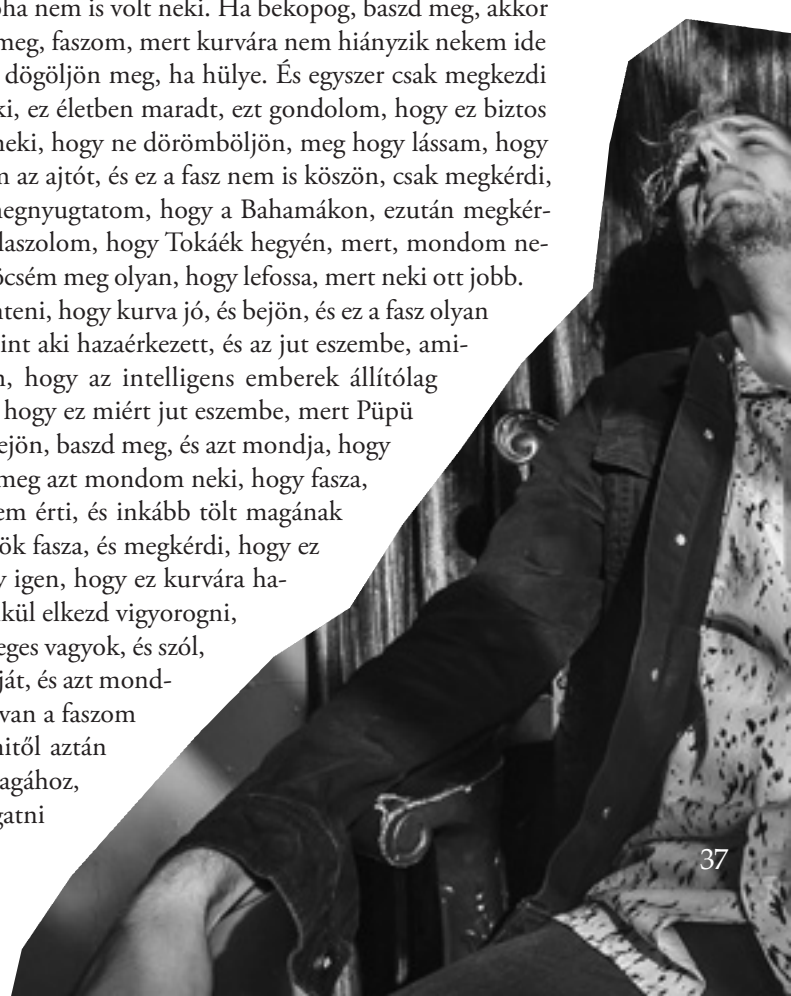 oha nem is volt neki. Ha bekopog, baszd meg, akkor
meg, faszom, mert kurvára nem hiányzik nekem ide
dögöljön meg, ha hülye. És egyszer csak megkezdi
ki, ez életben maradt, ezt gondolom, hogy ez biztos
neki, hogy ne dörömböljön, meg hogy lássam, hogy
m az ajtót, és ez a fasz nem is köszön, csak megkérdi,
megnyugtatom, hogy a Bahamákon, ezután megkér-
laszolom, hogy Tokáék hegyén, mert, mondom ne-
öcsém meg olyan, hogy lefossa, mert neki ott jobb.
nteni, hogy kurva jó, és bejön, és ez a fasz olyan
int aki hazaérkezett, és az jut eszembe, ami-
n, hogy az intelligens emberek állítólag
hogy ez miért jut eszembe, mert Püpü
ejön, baszd meg, és azt mondja, hogy
meg azt mondom neki, hogy fasza,
em érti, és inkább tölt magának
ök fasza, és megkérdi, hogy ez
y igen, hogy ez kurvára ha-
kül elkezd vigyorogni,
eges vagyok, és szól,
ját, és azt mond-
van a faszom
mitől aztán
agához,
gatni
37